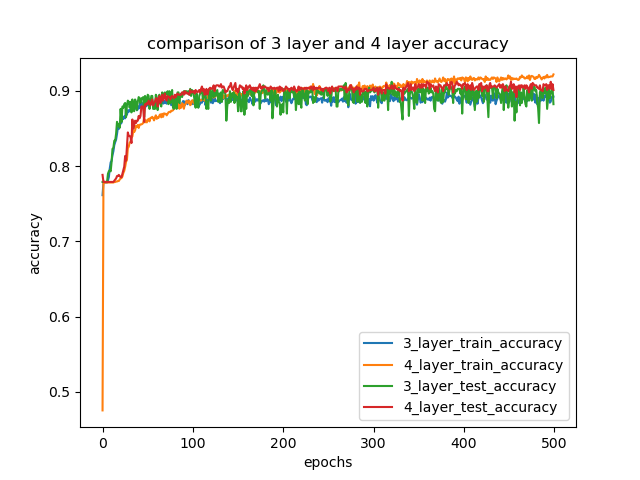 comparison of 3 layer and 4 layer accuracy
accuracy
0.9
0.8
0.7
0.6
0.5
3_layer_train_accuracy
4_layer_train_accuracy
3_layer_test_accuracy
4_layer_test_accuracy
0 100 200 300 400 500
epochs